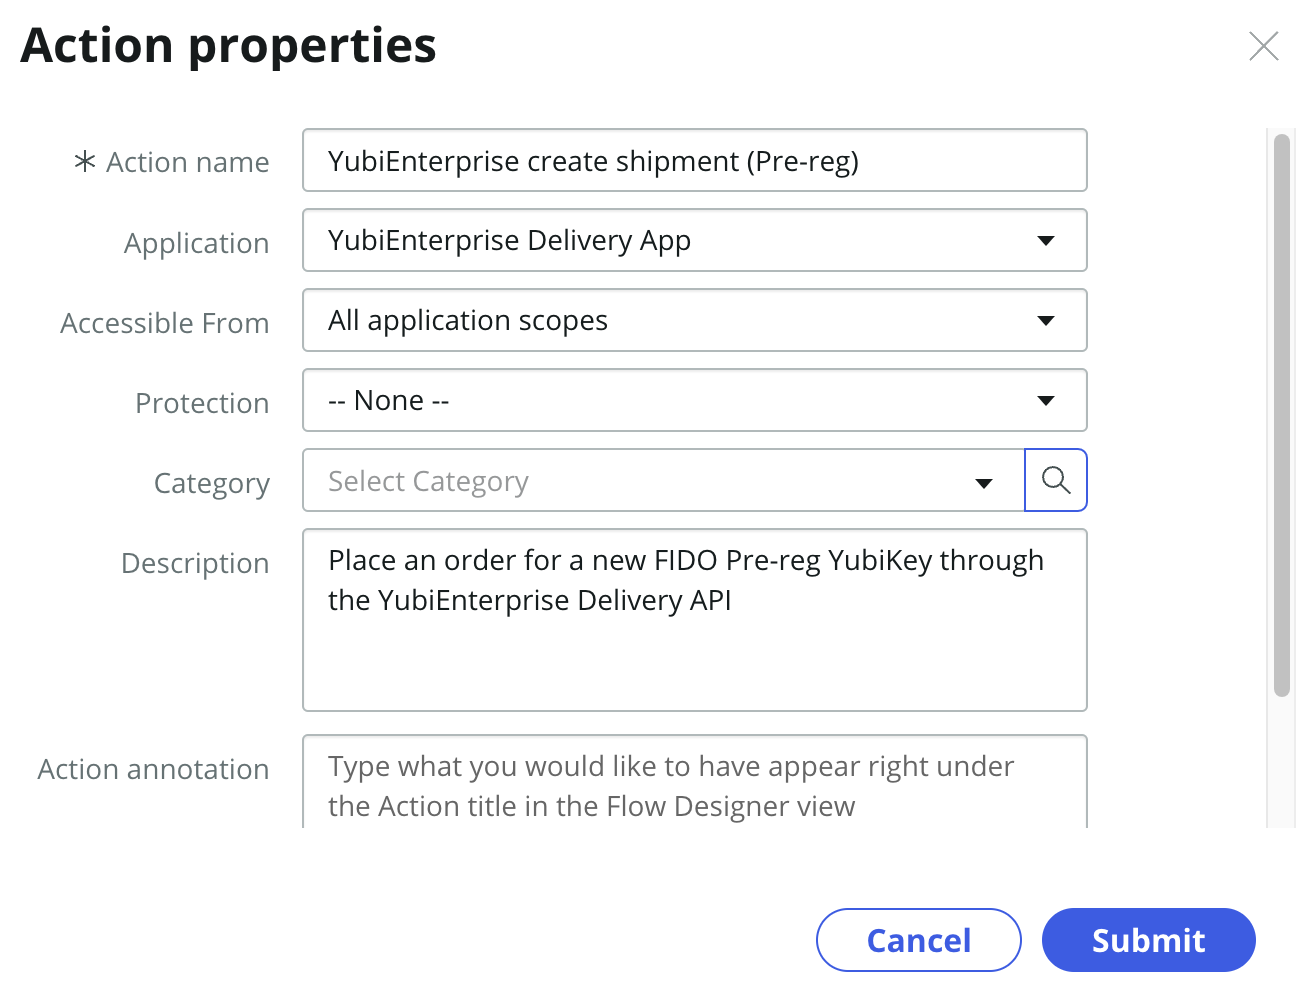 Action properties
* Action name
YubiEnterprise create shipment (Pre-reg)
Application
YubiEnterprise Delivery App
Accessible From
All application scopes
Protection
-- None --
Category
Select Category
Description
Place an order for a new FIDO Pre-reg YubiKey through
the YubiEnterprise Delivery API
Action annotation
Type what you would like to have appear right under
the Action title in the Flow Designer view
Cancel
Submit